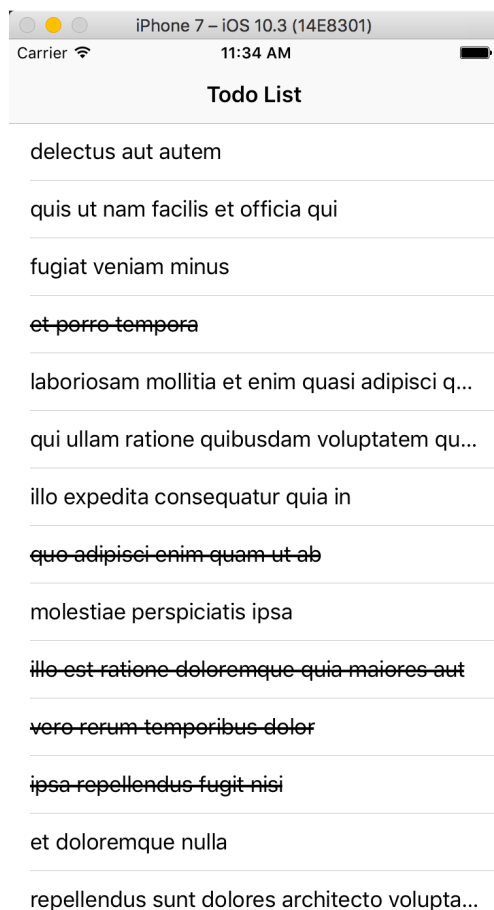 iPhone 7 – iOS 10.3 (14E8301)
Carrier 11:34 AM
Todo List
delectus aut autem
quis ut nam facilis et officia qui
fugiat veniam minus
et porro tempora
laboriosam mollitia et enim quasi adipisci q...
qui ullam ratione quibusdam voluptatem qu...
illo expedita consequatur quia in
quo adipisci enim quam ut ab
molestiae perspiciatis ipsa
illo est ratione doloremque quia maiores aut
vero rerum temporibus dolor
ipsa repellendus fugit nisi
et doloremque nulla
repellendus sunt dolores architecto volupta...